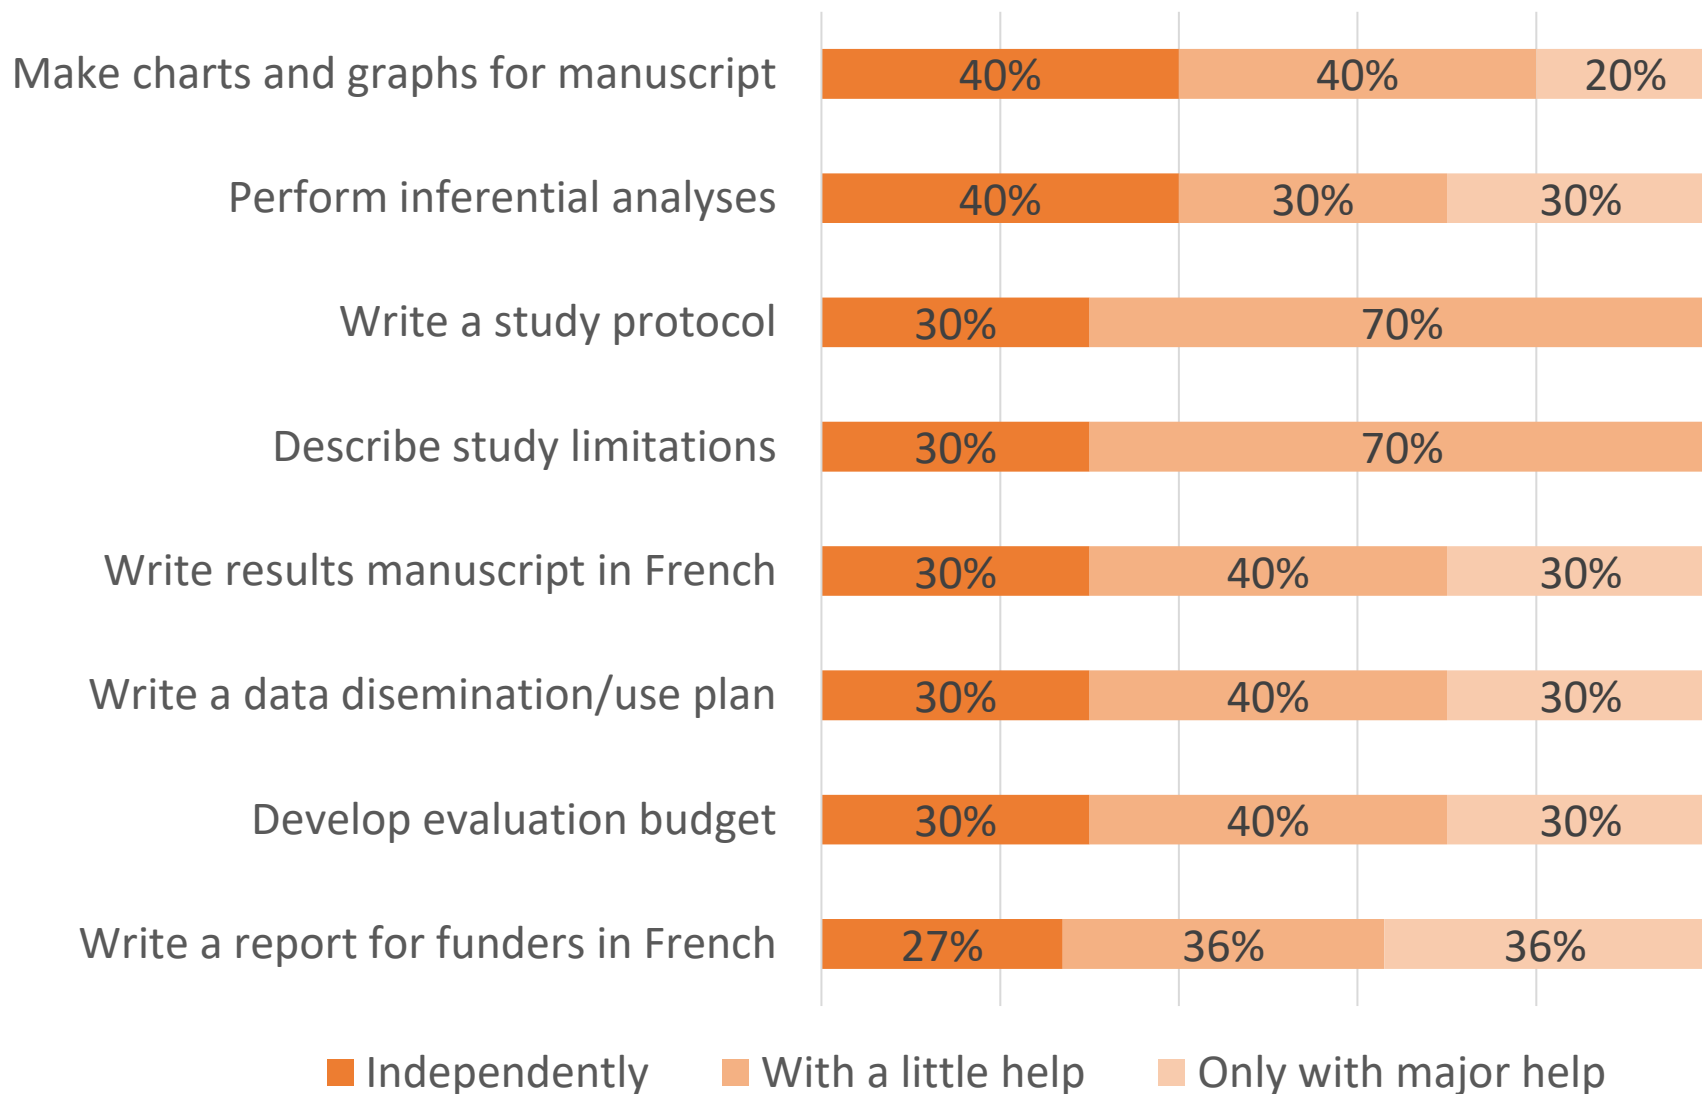 Make charts and graphs for manuscript 40% 40% 20%
Perform inferential analyses 40% 30% 30%
Write a study protocol 30% 70%
Describe study limitations 30% 70%
Write results manuscript in French 30% 40% 30%
Write a data disemination/use plan 30% 40% 30%
Develop evaluation budget 30% 40% 30%
Write a report for funders in French 27% 36% 36%
Independently With a little help Only with major help